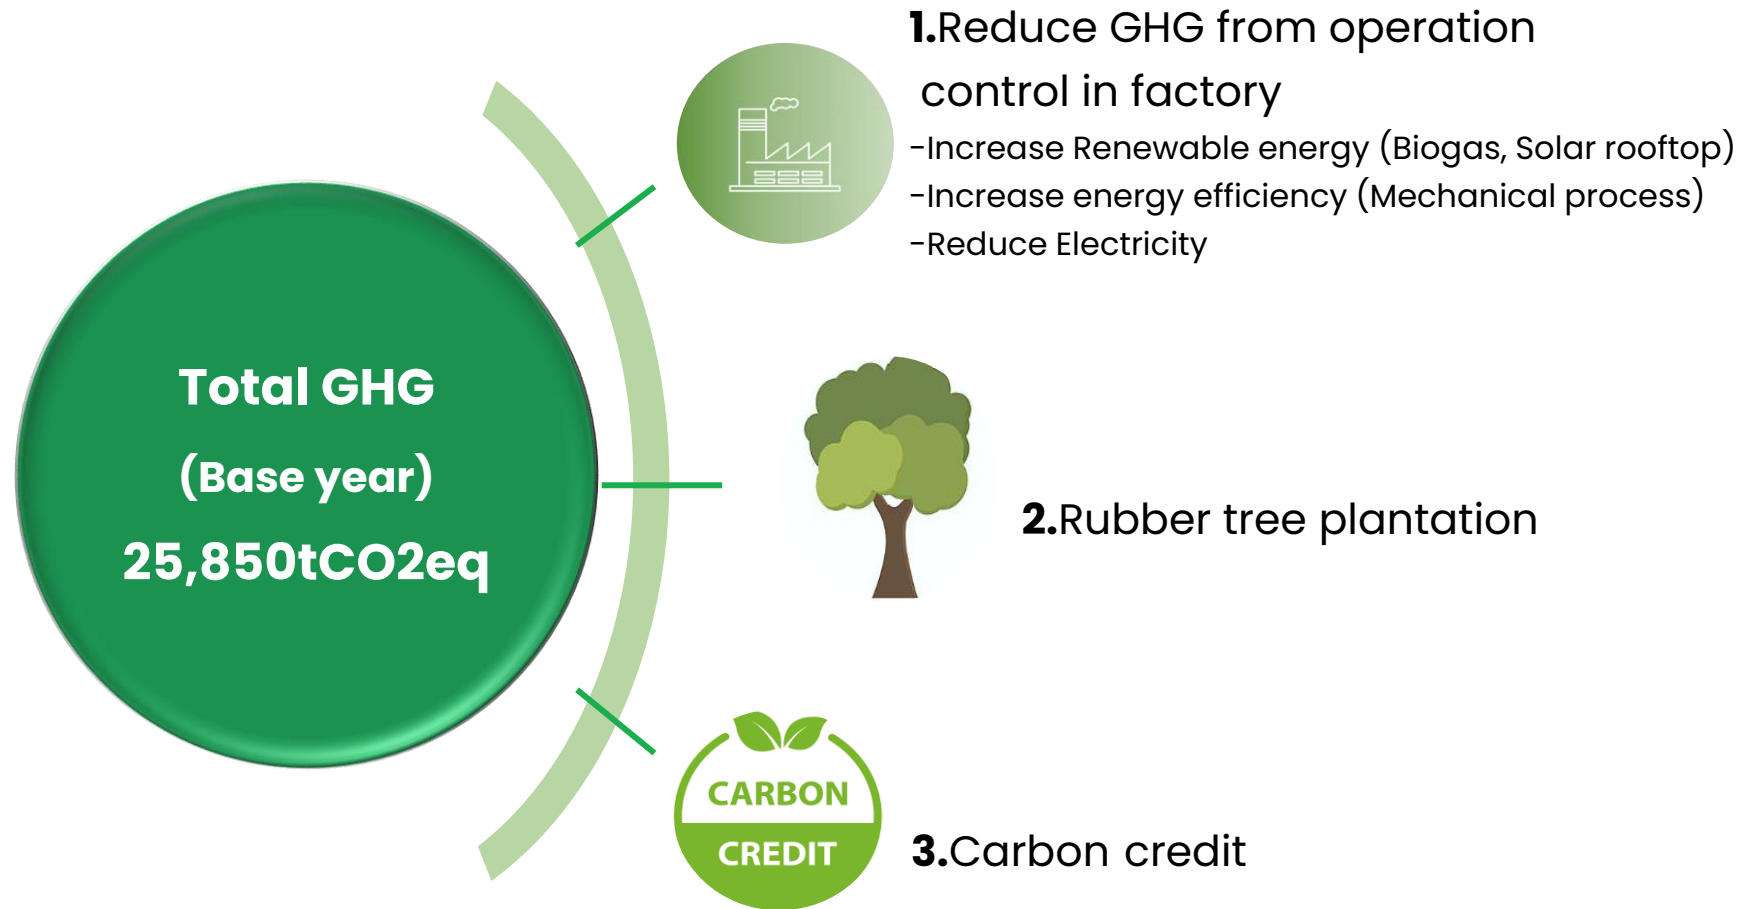 Total GHG
(Base year)
25,850tCO2eq
1.Reduce GHG from operation
control in factory
-Increase Renewable energy (Biogas, Solar rooftop)
-Increase energy efficiency (Mechanical process)
-Reduce Electricity
2.Rubber tree plantation
CARBON
CREDIT
3.Carbon credit